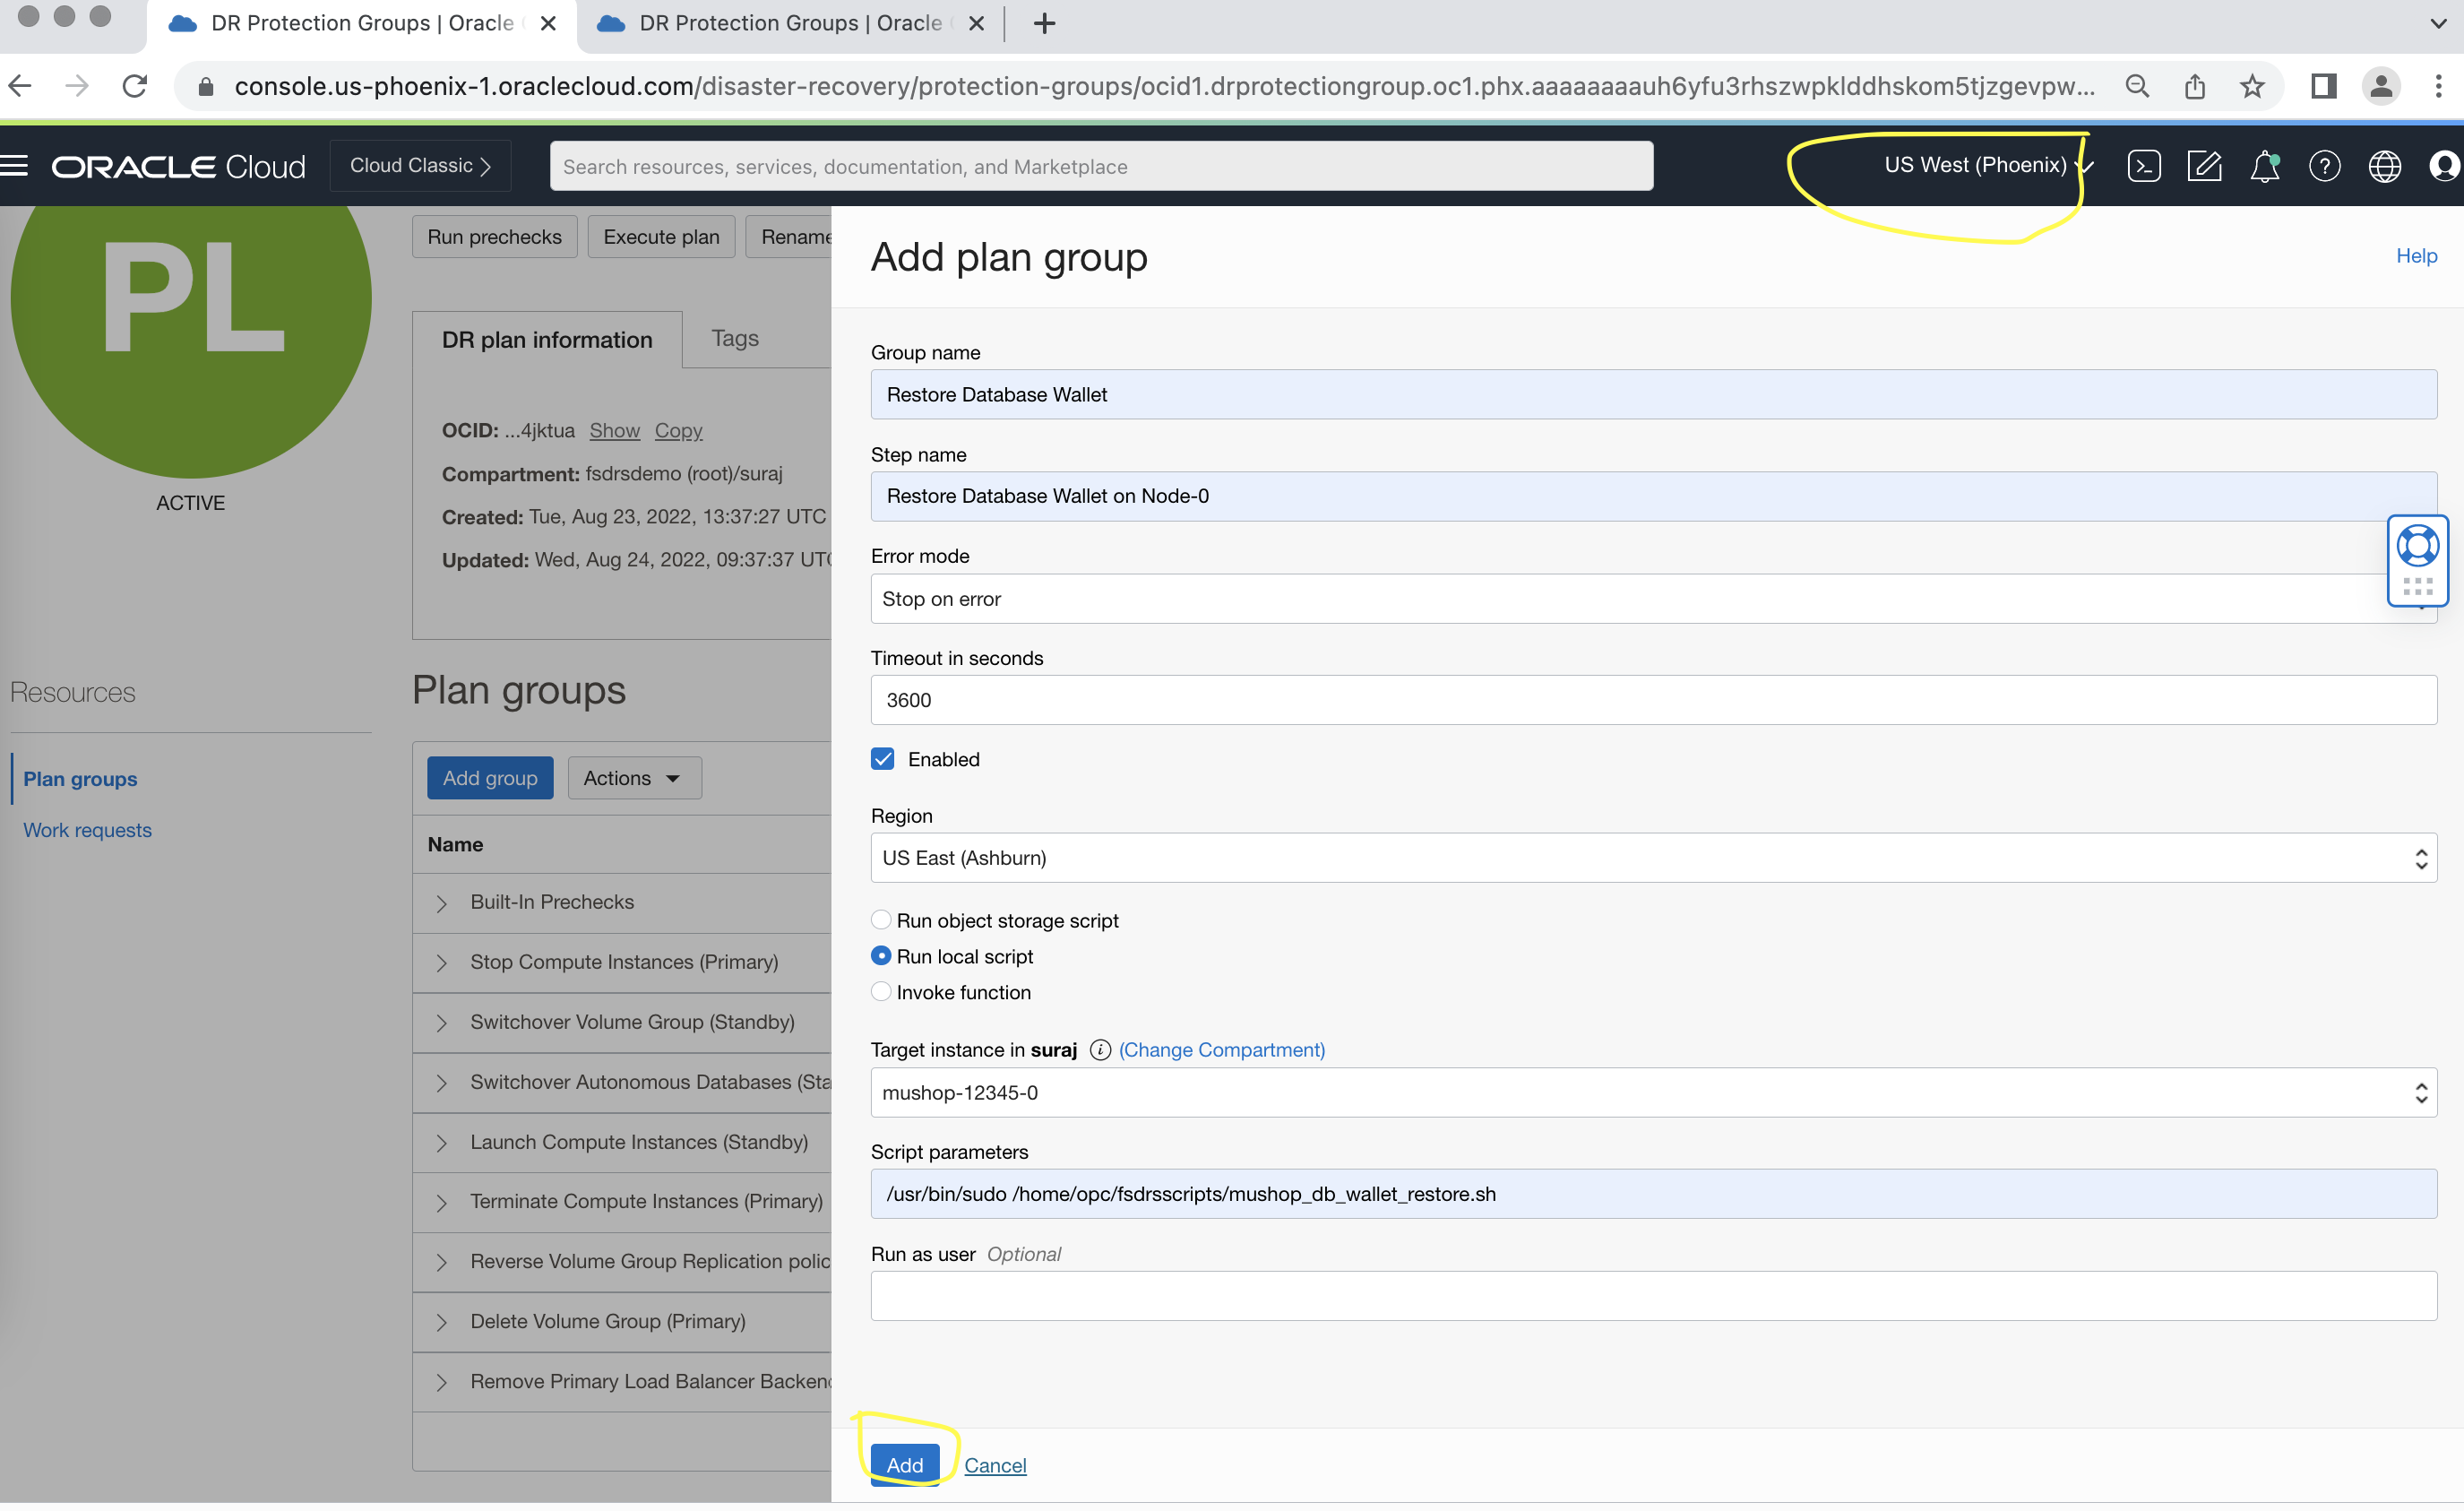 DR Protection Groups | Oracle
DR Protection Groups | Oracle
console.us-phoenix-1.oraclecloud.com/disaster-recovery/protection-groups/ocid1.drprotectiongroup.oc1.phx.aaaaaaaauh6yfu3rhszwpklddhskom5tjzgevpw...
ORACLE Cloud
Cloud Classic
Search resources, services, documentation, and Marketplace
US West (Phoenix)
PL
ACTIVE
Resources
Plan groups
Work requests
Run prechecks
Execute plan
Rename
DR plan information
Tags
OCID: ...4jktua Show Copy
Compartment: fsdrsdemo (root)/suraj
Created: Tue, Aug 23, 2022, 13:37:27 UTC
Updated: Wed, Aug 24, 2022, 09:37:37 UTC
Plan groups
Add group
Actions
Name
Built-In Prechecks
Stop Compute Instances (Primary)
Switchover Volume Group (Standby)
Switchover Autonomous Databases (Sta
Launch Compute Instances (Standby)
Terminate Compute Instances (Primary)
Reverse Volume Group Replication polic
Delete Volume Group (Primary)
Remove Primary Load Balancer Backen
Add plan group
Help
Group name
Restore Database Wallet
Step name
Restore Database Wallet on Node-0
Error mode
Stop on error
Timeout in seconds
3600
Enabled
Region
US East (Ashburn)
Run object storage script
Run local script
Invoke function
Target instance in suraj (Change Compartment)
mushop-12345-0
Script parameters
/usr/bin/sudo /home/opc/fsdrsscripts/mushop_db_wallet_restore.sh
Run as user Optional
Add
Cancel